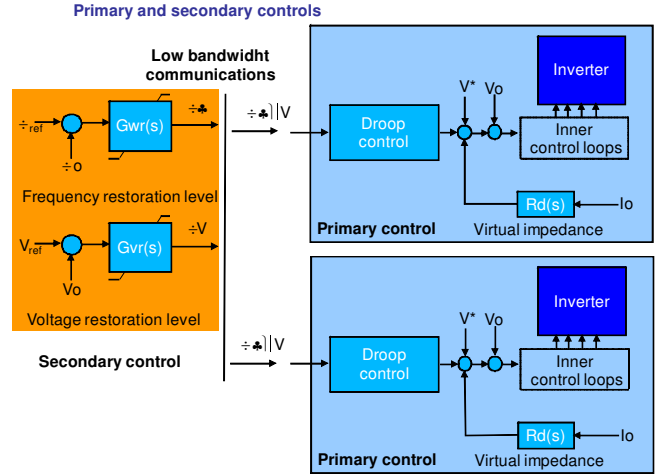 Primary and secondary controls
Low bandwidht
communications
÷ref
Gwr(s)
÷♣
÷o
Frequency restoration level
Vref
Gvr(s)
÷V
Vo
Voltage restoration level
Secondary control
÷♣⎤|V
Droop
control
V*
Vo
Inverter
Inner
control loops
Rd(s)
Io
Virtual impedance
Primary control
÷♣⎤|V
Droop
control
V*
Vo
Inverter
Inner
control loops
Rd(s)
Io
Virtual impedance
Primary control